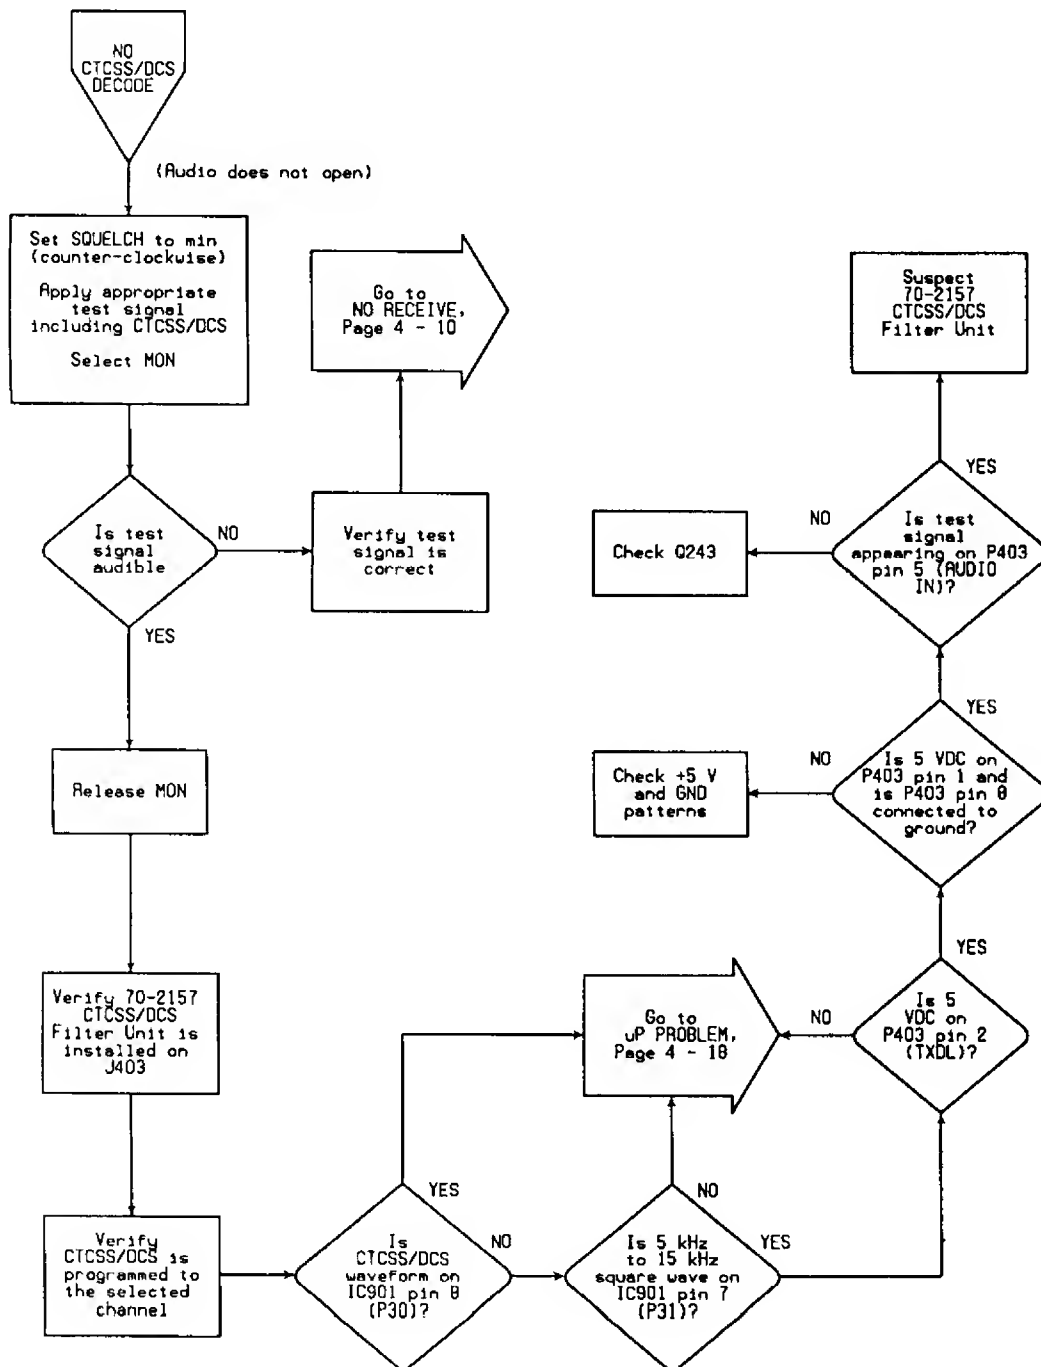 NO
CTCSS/DCS
DECODE
(Audio does not open)
Set SQUELCH to min
(counter-clockwise)
Apply appropriate
test signal
including CTCSS/DCS
Select MON
Go to
NO RECEIVE,
Page 4 - 10
Is test
signal
audible
NO
YES
Verify test
signal is
correct
Release MON
Verify 70-2157
CTCSS/DCS
Filter Unit is
installed on
J403
Verify
CTCSS/DCS is
programmed to
the selected
channel
Is
CTCSS/DCS
waveform on
IC901 pin 8
(P30)?
YES
NO
Is 5 kHz
to 15 kHz
square wave on
IC901 pin 7
(P31)?
NO
YES
Go to
uP PROBLEM,
Page 4 - 18
Is 5
VDC on
P403 pin 2
(TXDL)?
NO
YES
Is 5 VDC on
P403 pin 1 and
is P403 pin 8
connected to
ground?
NO
YES
Check +5 V
and GND
patterns
Is test
signal
appearing on P403
pin 5 (AUDIO
IN)?
NO
YES
Check Q243
Suspect
70-2157
CTCSS/DCS
Filter Unit